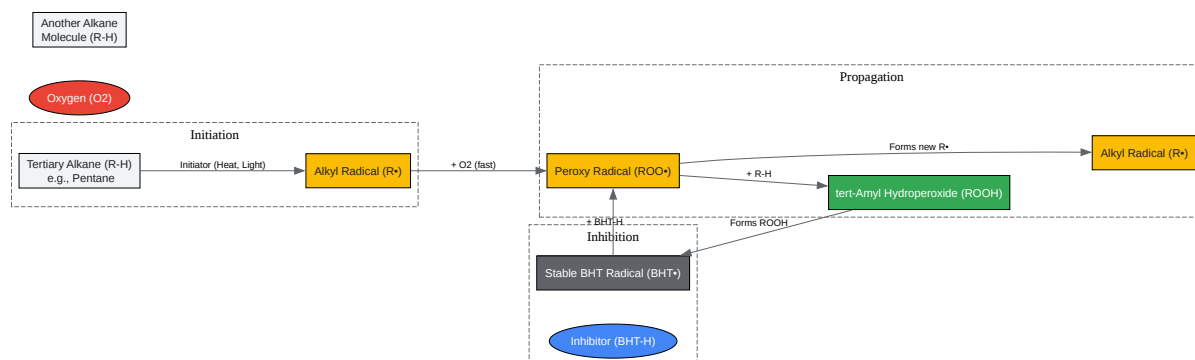 Another Alkane
Molecule (R-H)
Oxygen (O2)
Initiation
Tertiary Alkane (R-H)
e.g., Pentane
Initiator (Heat, Light)
Alkyl Radical (R•)
+ O2 (fast)
Propagation
Peroxy Radical (ROO•)
Forms new R•
Alkyl Radical (R•)
+ R-H
tert-Amyl Hydroperoxide (ROOH)
+ BHT-H
Forms ROOH
Inhibition
Stable BHT Radical (BHT•)
Inhibitor (BHT-H)